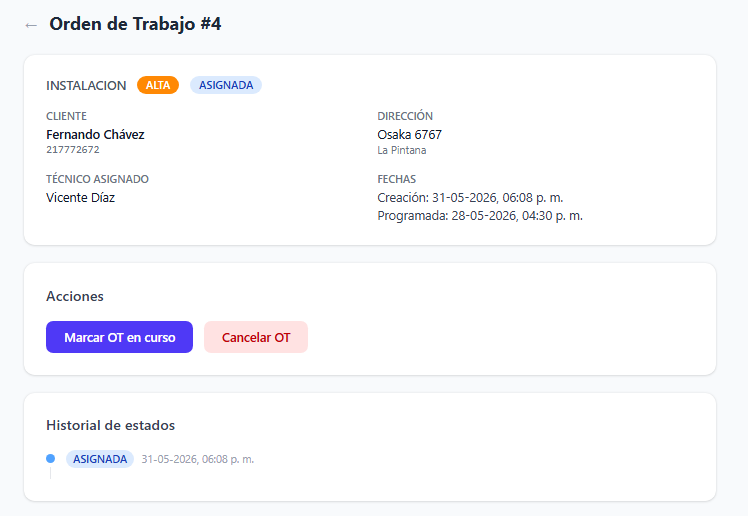 ← Orden de Trabajo #4
INSTALACION ALTA ASIGNADA
CLIENTE
Fernando Chávez
217772672
DIRECCIÓN
Osaka 6767
La Pintana
TÉCNICO ASIGNADO
Vicente Díaz
FECHAS
Creación: 31-05-2026, 06:08 p. m.
Programada: 28-05-2026, 04:30 p. m.
Acciones
Marcar OT en curso
Cancelar OT
Historial de estados
ASIGNADA 31-05-2026, 06:08 p. m.